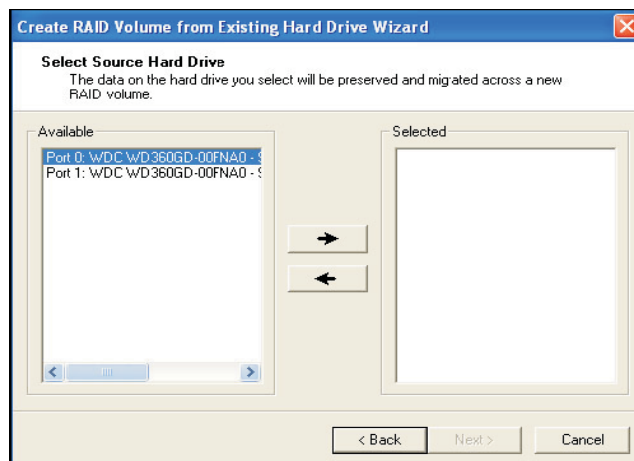 Create RAID Volume from Existing Hard Drive Wizard
Select Source Hard Drive
The data on the hard drive you select will be preserved and migrated across a new
RAID volume.
Available
Port 0: WDC WD360GD-00FNA0 - S
Port 1: WDC WD360GD-00FNA0 - S
Selected
< Back
Next >
Cancel